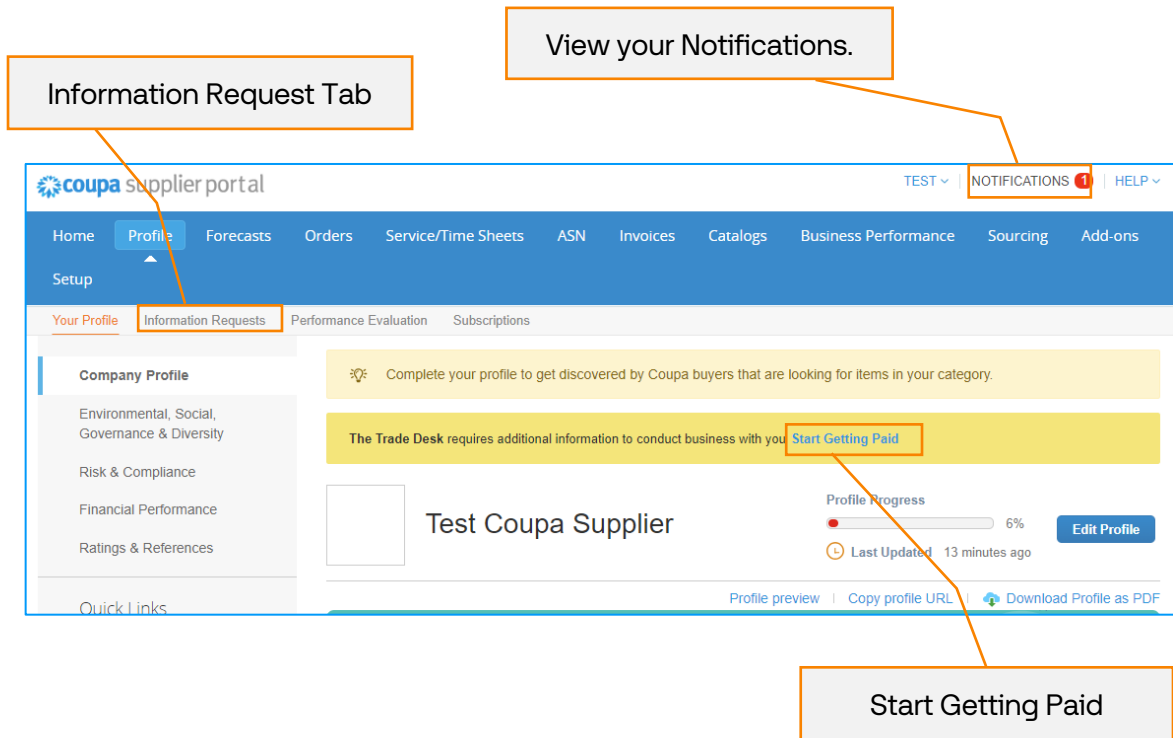 View your Notifications.
Information Request Tab
coupa supplier portal
TEST NOTIFICATIONS 1 HELP
Home Profile Forecasts Orders Service/Time Sheets ASN Invoices Catalogs Business Performance Sourcing Add-ons
Setup
Your Profile Information Requests Performance Evaluation Subscriptions
Company Profile
Complete your profile to get discovered by Coupa buyers that are looking for items in your category.
Environmental, Social,
Governance & Diversity
The Trade Desk requires additional information to conduct business with you Start Getting Paid
Risk & Compliance
Financial Performance
Ratings & References
Test Coupa Supplier
Profile Progress
6%
Edit Profile
Last Updated 13 minutes ago
Quick Links
Profile preview Copy profile URL Download Profile as PDF
Start Getting Paid